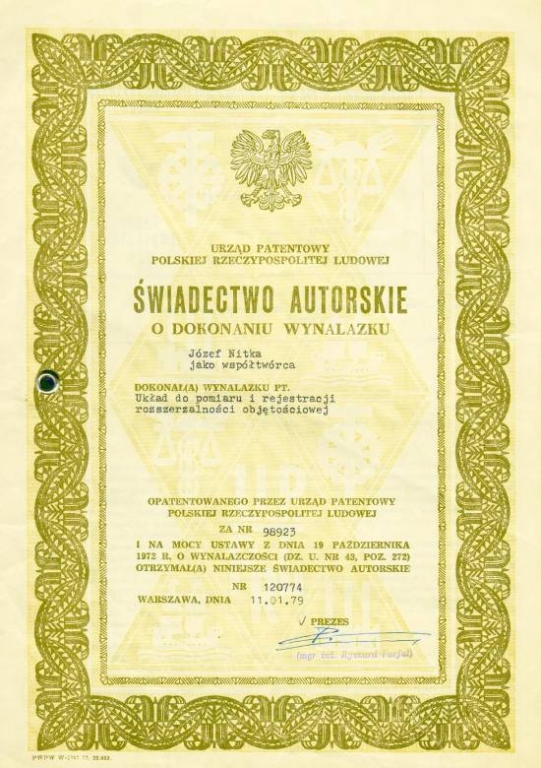 URZĄD PATENTOWY
POLSKIEJ RZECZYPOSPOLITEJ LUDOWEJ
ŚWIADECTWO AUTORSKIE
O DOKONANIU WYNALAZKU
Józef Nitka
jako współtwórca
DOKONAŁ(A) WYNALAZKU PT.
Układ do pomiaru i rejestracji
rozszerzalności objętościowej
OPATENTOWANEGO PRZEZ URZĄD PATENTOWY
POLSKIEJ RZECZYPOSPOLITEJ LUDOWEJ
ZA NR 98923
I NA MOCY USTAWY Z DNIA 19 PAŹDZIERNIKA
1972 R. O WYNALAZCZOŚCI (DZ. U. NR 43, POZ. 272)
OTRZYMAŁ(A) NINIEJSZE ŚWIADECTWO AUTORSKIE
NR 120774
WARSZAWA, DNIA 11.01.79
PREZES
(mgr inż.